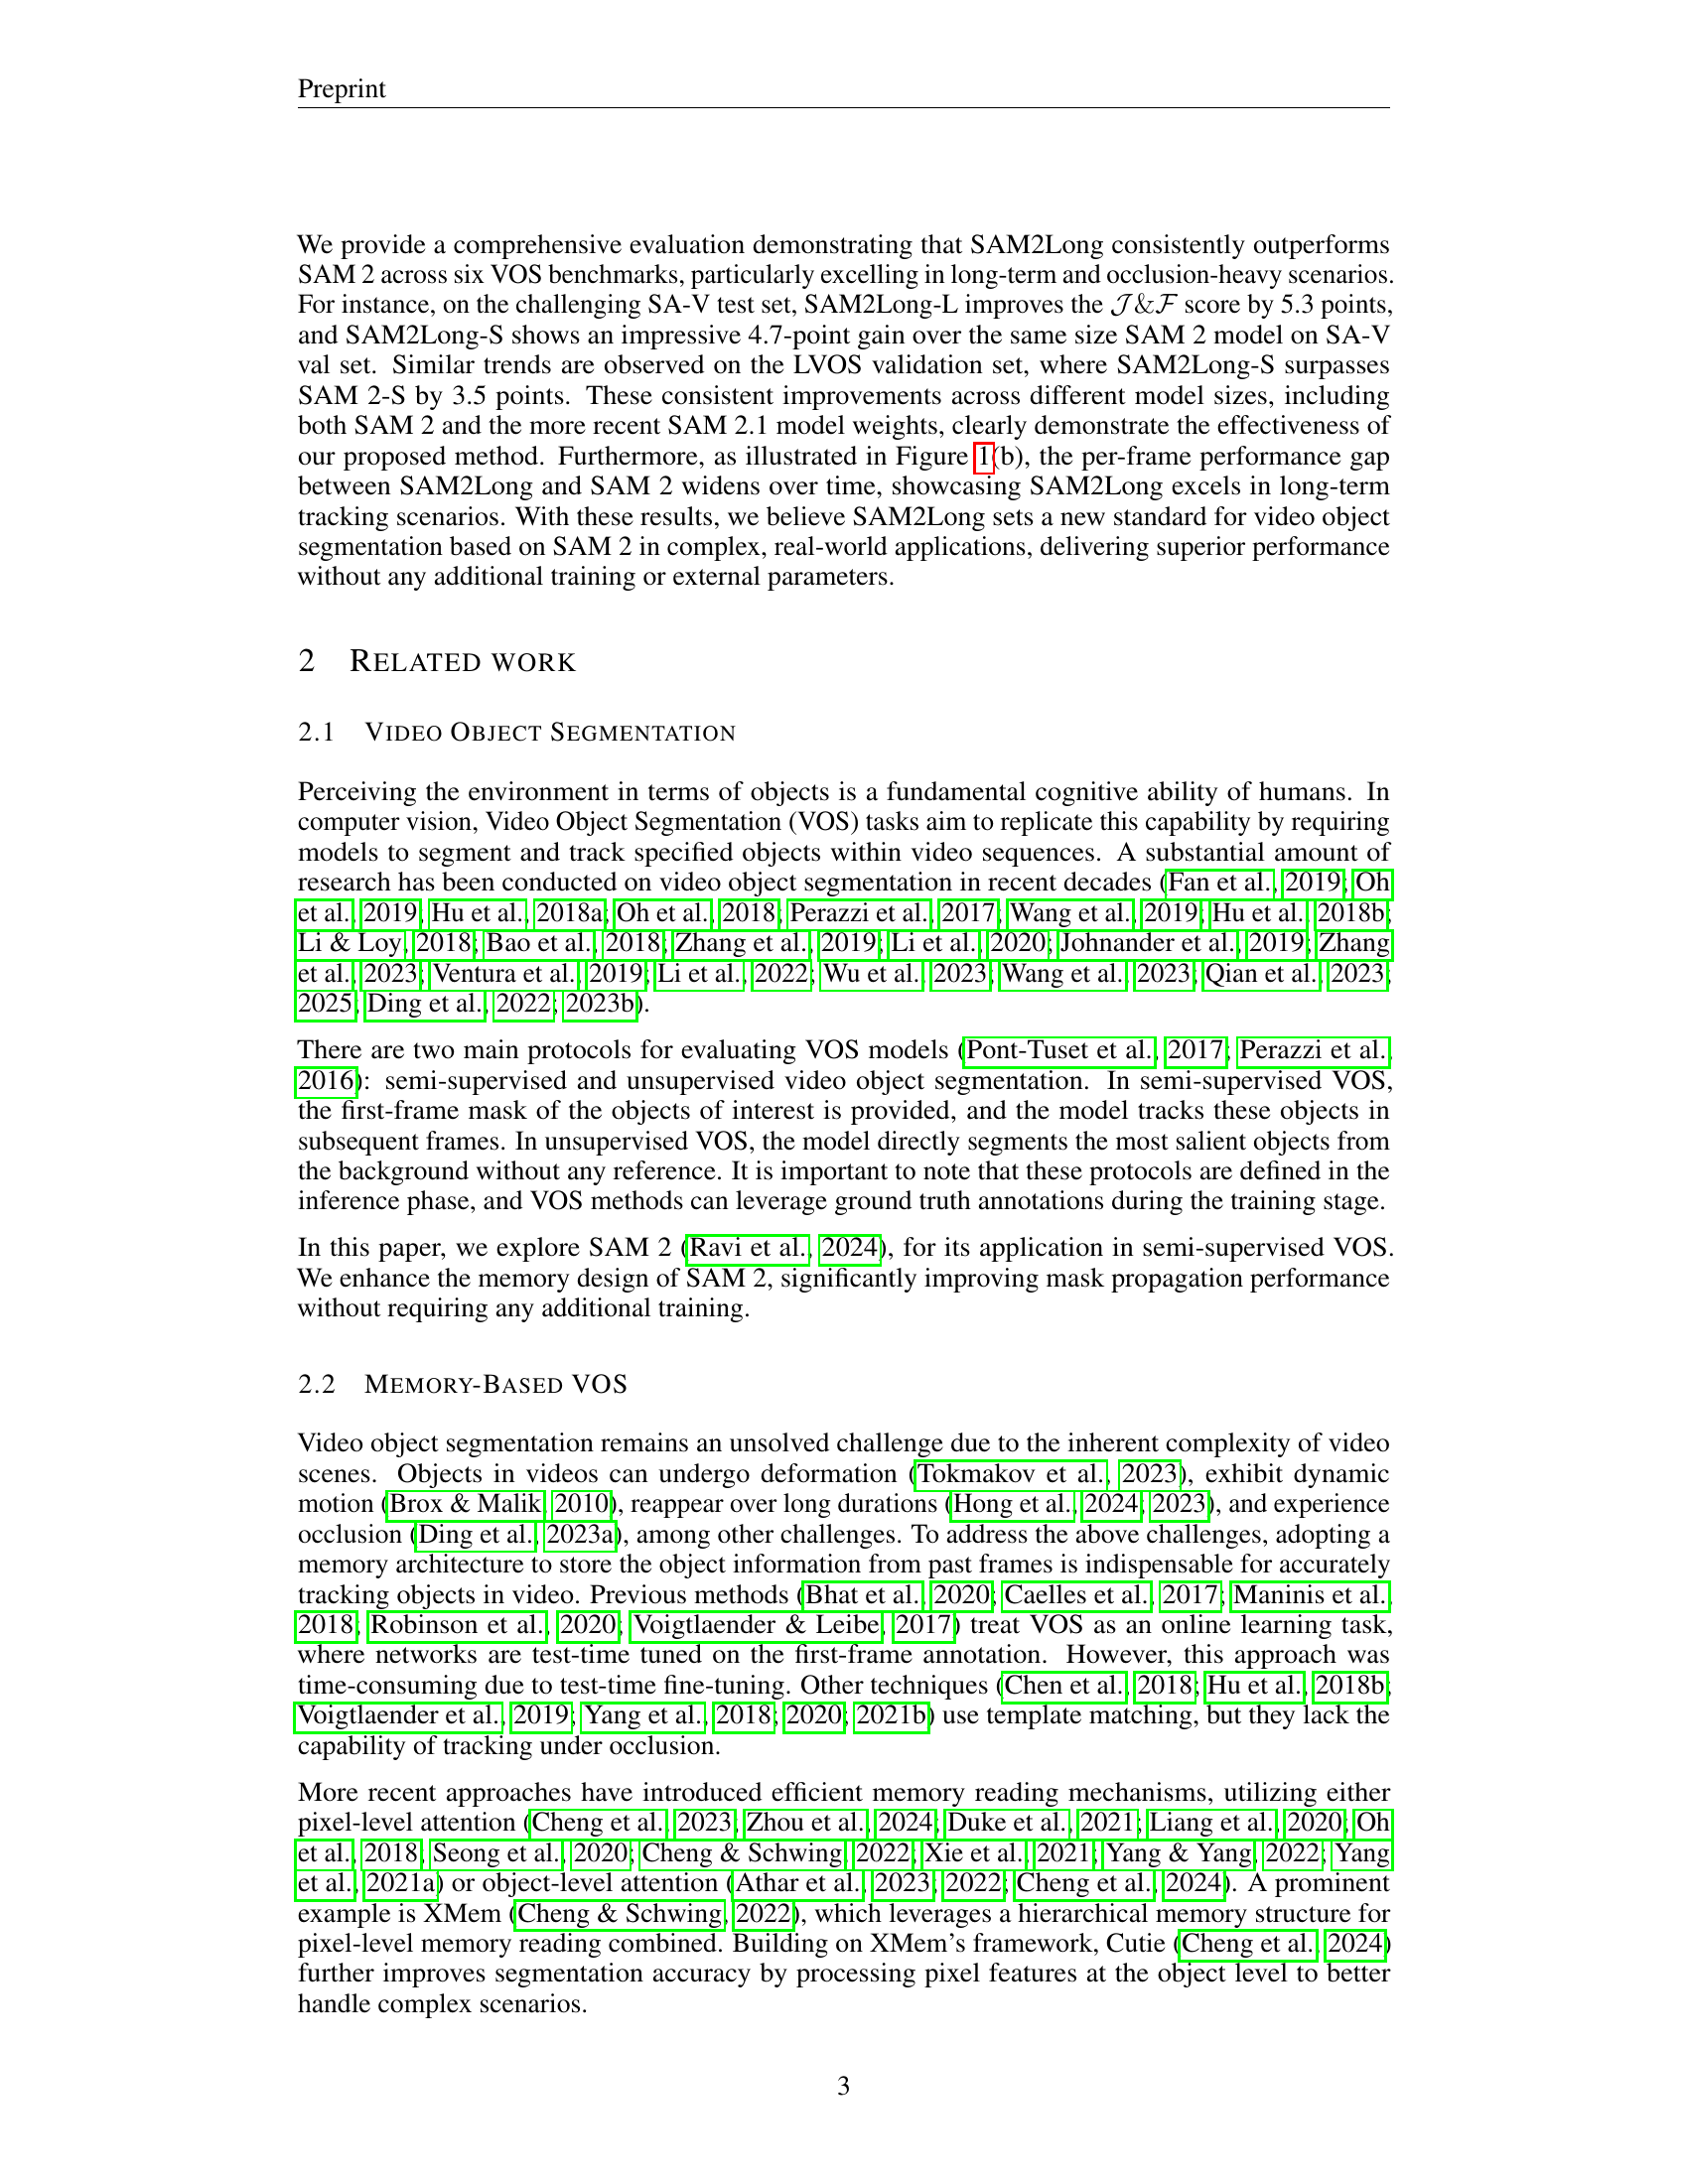 Preprint
We provide a comprehensive evaluation demonstrating that SAM2Long consistently outperforms
SAM 2 across six VOS benchmarks, particularly excelling in long-term and occlusion-heavy scenarios.
For instance, on the challenging SA-V test set, SAM2Long-L improves the 𝒥&ℱ score by 5.3 points,
and SAM2Long-S shows an impressive 4.7-point gain over the same size SAM 2 model on SA-V
val set. Similar trends are observed on the LVOS validation set, where SAM2Long-S surpasses
SAM 2-S by 3.5 points. These consistent improvements across different model sizes, including
both SAM 2 and the more recent SAM 2.1 model weights, clearly demonstrate the effectiveness of
our proposed method. Furthermore, as illustrated in Figure 1(b), the per-frame performance gap
between SAM2Long and SAM 2 widens over time, showcasing SAM2Long excels in long-term
tracking scenarios. With these results, we believe SAM2Long sets a new standard for video object
segmentation based on SAM 2 in complex, real-world applications, delivering superior performance
without any additional training or external parameters.
2 RELATED WORK
2.1 VIDEO OBJECT SEGMENTATION
Perceiving the environment in terms of objects is a fundamental cognitive ability of humans. In
computer vision, Video Object Segmentation (VOS) tasks aim to replicate this capability by requiring
models to segment and track specified objects within video sequences. A substantial amount of
research has been conducted on video object segmentation in recent decades (Fan et al., 2019; Oh
et al., 2019; Hu et al., 2018a; Oh et al., 2018; Perazzi et al., 2017; Wang et al., 2019; Hu et al., 2018b;
Li & Loy, 2018; Bao et al., 2018; Zhang et al., 2019; Li et al., 2020; Johnander et al., 2019; Zhang
et al., 2023; Ventura et al., 2019; Li et al., 2022; Wu et al., 2023; Wang et al., 2023; Qian et al., 2023;
2025; Ding et al., 2022; 2023b).
There are two main protocols for evaluating VOS models (Pont-Tuset et al., 2017; Perazzi et al.,
2016): semi-supervised and unsupervised video object segmentation. In semi-supervised VOS,
the first-frame mask of the objects of interest is provided, and the model tracks these objects in
subsequent frames. In unsupervised VOS, the model directly segments the most salient objects from
the background without any reference. It is important to note that these protocols are defined in the
inference phase, and VOS methods can leverage ground truth annotations during the training stage.
In this paper, we explore SAM 2 (Ravi et al., 2024), for its application in semi-supervised VOS.
We enhance the memory design of SAM 2, significantly improving mask propagation performance
without requiring any additional training.
2.2 MEMORY-BASED VOS
Video object segmentation remains an unsolved challenge due to the inherent complexity of video
scenes. Objects in videos can undergo deformation (Tokmakov et al., 2023), exhibit dynamic
motion (Brox & Malik, 2010), reappear over long durations (Hong et al., 2024; 2023), and experience
occlusion (Ding et al., 2023a), among other challenges. To address the above challenges, adopting a
memory architecture to store the object information from past frames is indispensable for accurately
tracking objects in video. Previous methods (Bhat et al., 2020; Caelles et al., 2017; Maninis et al.,
2018; Robinson et al., 2020; Voigtlaender & Leibe, 2017) treat VOS as an online learning task,
where networks are test-time tuned on the first-frame annotation. However, this approach was
time-consuming due to test-time fine-tuning. Other techniques (Chen et al., 2018; Hu et al., 2018b;
Voigtlaender et al., 2019; Yang et al., 2018; 2020; 2021b) use template matching, but they lack the
capability of tracking under occlusion.
More recent approaches have introduced efficient memory reading mechanisms, utilizing either
pixel-level attention (Cheng et al., 2023; Zhou et al., 2024; Duke et al., 2021; Liang et al., 2020; Oh
et al., 2018; Seong et al., 2020; Cheng & Schwing, 2022; Xie et al., 2021; Yang & Yang, 2022; Yang
et al., 2021a) or object-level attention (Athar et al., 2023; 2022; Cheng et al., 2024). A prominent
example is XMem (Cheng & Schwing, 2022), which leverages a hierarchical memory structure for
pixel-level memory reading combined. Building on XMem's framework, Cutie (Cheng et al., 2024)
further improves segmentation accuracy by processing pixel features at the object level to better
handle complex scenarios.
3